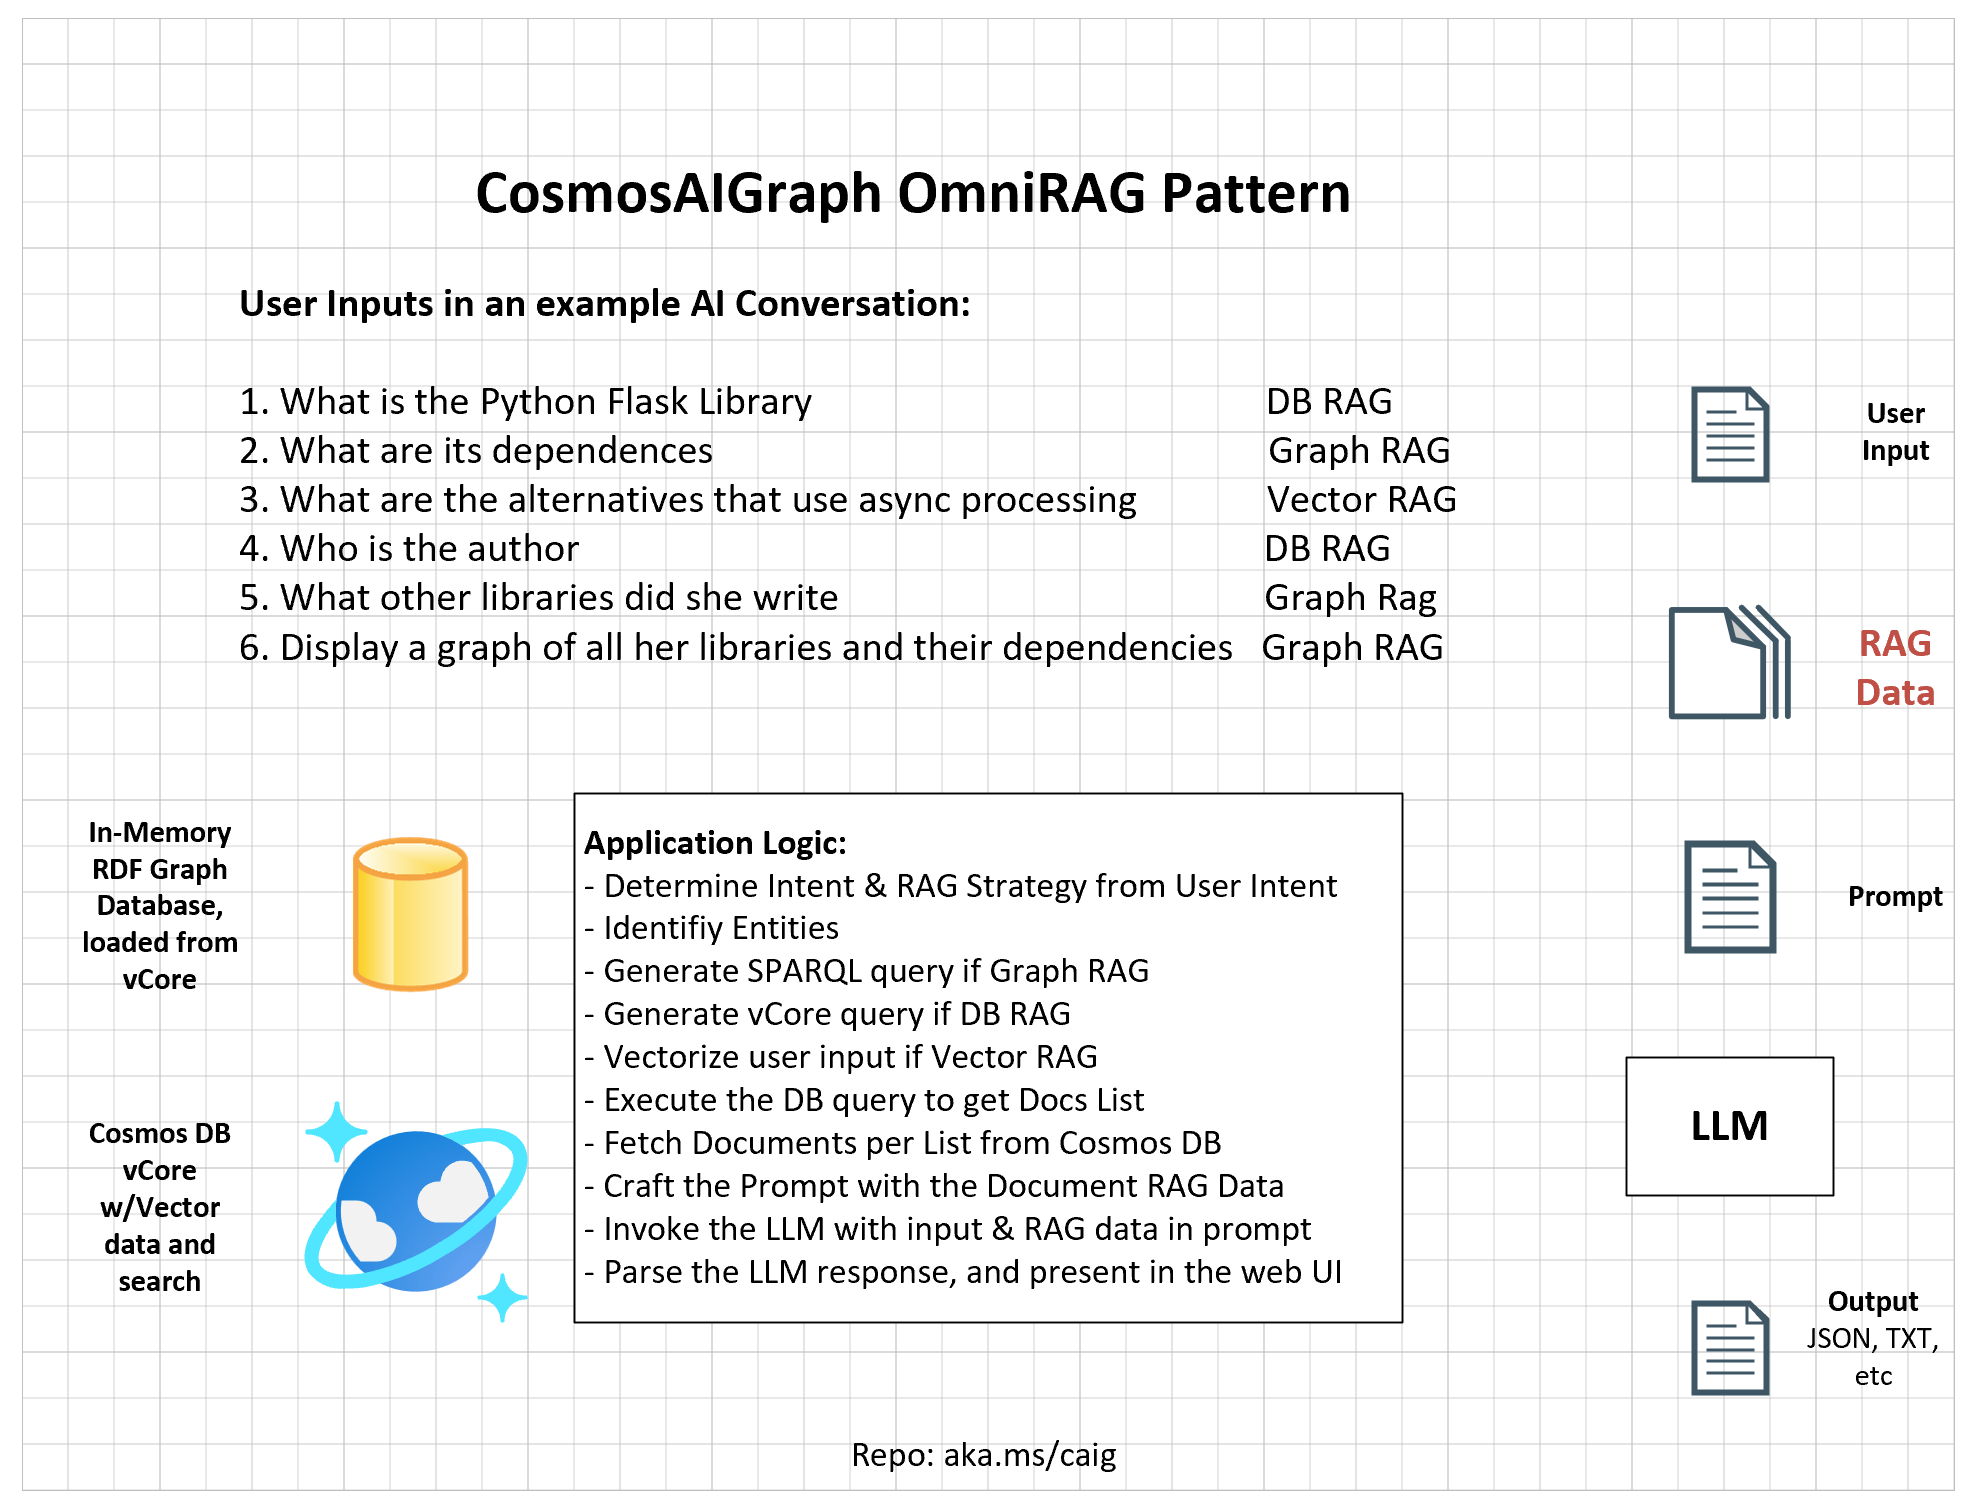 CosmosAIGraph OmniRAG Pattern
User Inputs in an example AI Conversation:
1. What is the Python Flask Library DB RAG
2. What are its dependences Graph RAG
3. What are the alternatives that use async processing Vector RAG
4. Who is the author DB RAG
5. What other libraries did she write Graph Rag
6. Display a graph of all her libraries and their dependencies Graph RAG
User
Input
RAG
Data
In-Memory
RDF Graph
Database,
loaded from
vCore
Cosmos DB
vCore
w/Vector
data and
search
Application Logic:
- Determine Intent & RAG Strategy from User Intent
- Identifiy Entities
- Generate SPARQL query if Graph RAG
- Generate vCore query if DB RAG
- Vectorize user input if Vector RAG
- Execute the DB query to get Docs List
- Fetch Documents per List from Cosmos DB
- Craft the Prompt with the Document RAG Data
- Invoke the LLM with input & RAG data in prompt
- Parse the LLM response, and present in the web UI
Prompt
LLM
Output
JSON, TXT,
etc
Repo: aka.ms/caig